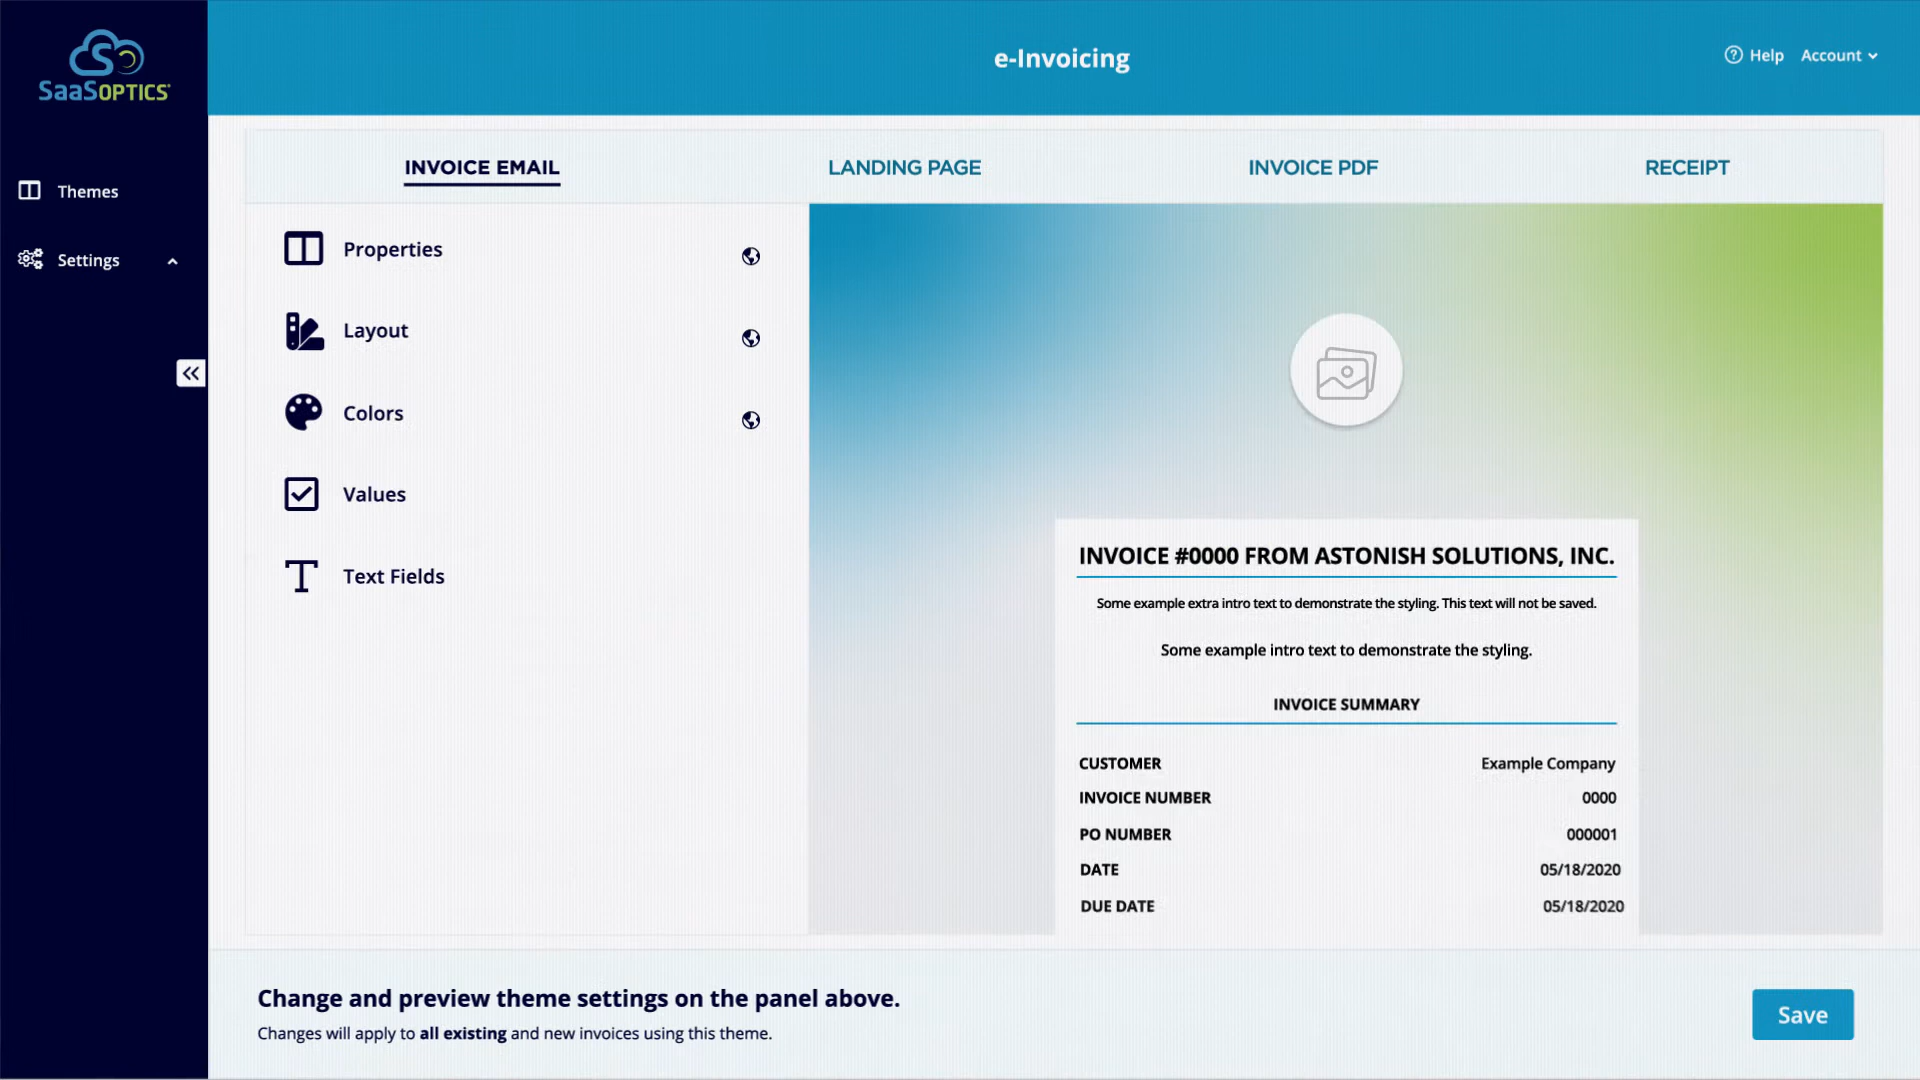 SaaSOPTICS
e-Invoicing
Help
Account
Themes
Settings
INVOICE EMAIL
LANDING PAGE
INVOICE PDF
RECEIPT
Properties
Layout
Colors
Values
Text Fields
INVOICE #0000 FROM ASTONISH SOLUTIONS, INC.
Some example extra intro text to demonstrate the styling. This text will not be saved.
Some example intro text to demonstrate the styling.
INVOICE SUMMARY
CUSTOMER Example Company
INVOICE NUMBER 0000
PO NUMBER 000001
DATE 05/18/2020
DUE DATE 05/18/2020
Change and preview theme settings on the panel above.
Changes will apply to all existing and new invoices using this theme.
Save